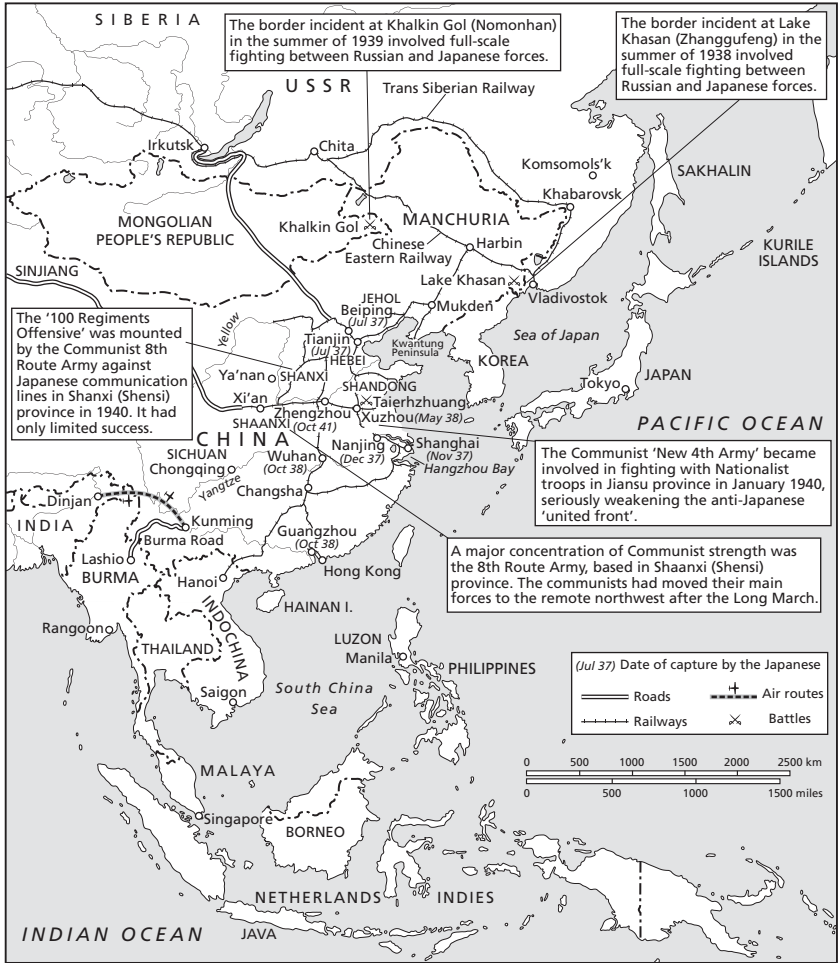 SIBERIA
The border incident at Khalkin Gol (Nomonhan)
in the summer of 1939 involved full-scale
fighting between Russian and Japanese forces.
The border incident at Lake
Khasan (Zhanggufeng) in the
summer of 1938 involved
full-scale fighting between
Russian and Japanese forces.
USSR
Trans Siberian Railway
Irkutsk
Chita
Komsomols'k
SAKHALIN
Khabarovsk
MONGOLIAN
PEOPLE'S REPUBLIC
Khalkin Gol
MANCHURIA
Chinese
Eastern Railway
Harbin
KURILE
ISLANDS
SINJIANG
Lake Khasan
Vladivostok
JEHOL
Beiping
(Jul 37)
Mukden
The '100 Regiments
Offensive' was mounted
by the Communist 8th
Route Army against
Japanese communication
lines in Shanxi (Shensi)
province in 1940. It had
only limited success.
Yellow
Tianjin
(Jul 37)
HEBEI
Kwantung
Peninsula
Sea of Japan
KOREA
JAPAN
Tokyo
Ya'nan
SHANXI
SHANDONG
Taierhzhuang
Xi'an
SHAANXI
Zhengzhou
(Oct 41)
Xuzhou (May 38)
PACIFIC OCEAN
CHINA
SICHUAN
Chongqing
Wuhan
(Oct 38)
Nanjing
(Dec 37)
Shanghai
(Nov 37)
Hangzhou Bay
The Communist 'New 4th Army' became
involved in fighting with Nationalist
troops in Jiansu province in January 1940,
seriously weakening the anti-Japanese
'united front'.
Yangtze
Changsha
Dinjan
INDIA
Kunming
Burma Road
Guangzhou
(Oct 38)
Hong Kong
A major concentration of Communist strength was
the 8th Route Army, based in Shaanxi (Shensi)
province. The communists had moved their main
forces to the remote northwest after the Long March.
Lashio
BURMA
Hanoi
HAINAN I.
Rangoon
INDOCHINA
THAILAND
LUZON
Manila
PHILIPPINES
Saigon
South China
Sea
(Jul 37) Date of capture by the Japanese
Roads
Air routes
Railways
Battles
MALAYA
0 500 1000 1500 2000 2500 km
0 500 1000 1500 miles
Singapore
BORNEO
NETHERLANDS INDIES
INDIAN OCEAN
JAVA